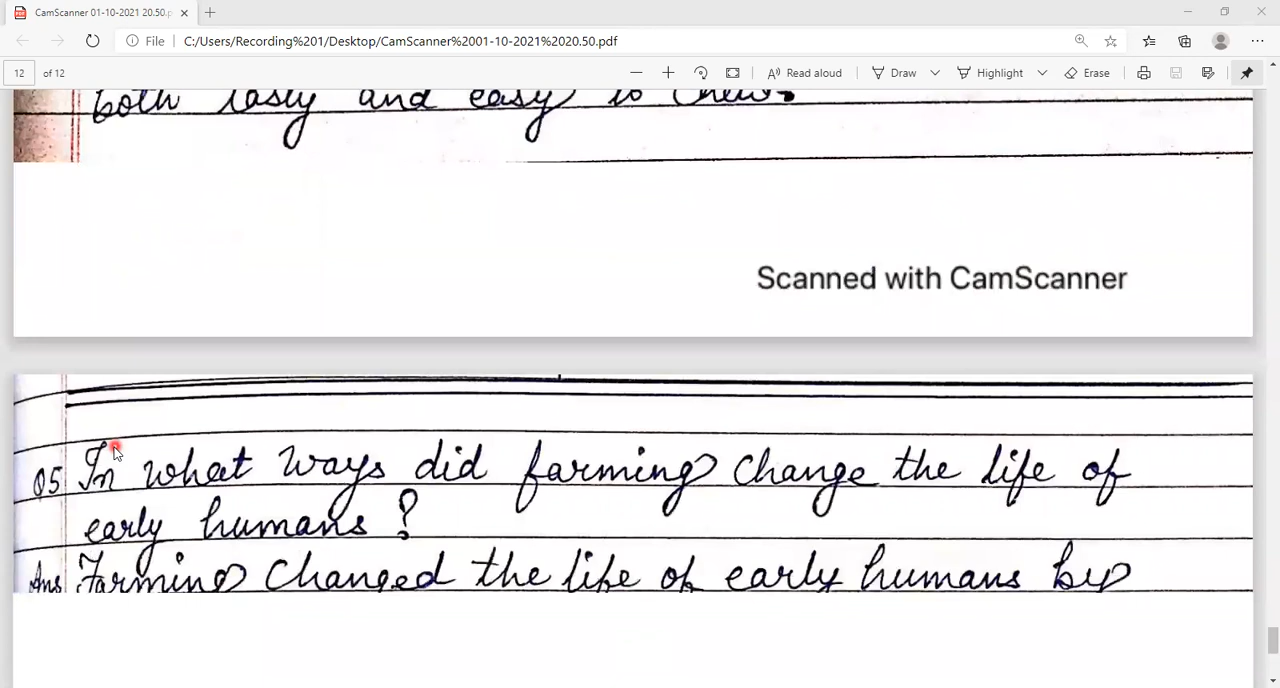 CamScanner 01-10-2021 20.50.p
File C:/Users/Recording%201/Desktop/CamScanner%2001-10-2021%2020.50.pdf
12 of 12 Read aloud Draw Highlight Erase
both tasty and easy to chew.
Scanned with CamScanner
Q5 In what ways did farming change the life of
early humans?
Ans Farming changed the life of early humans by